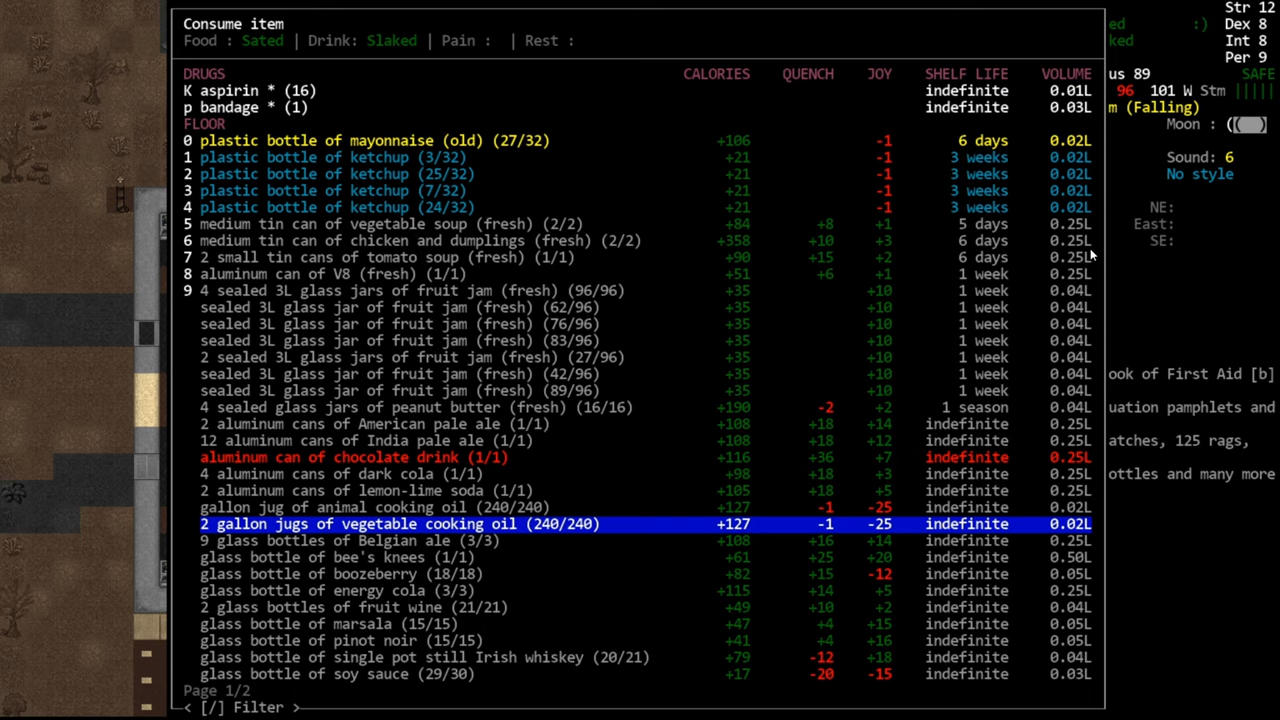 Consume item
Food : Sated | Drink: Slaked | Pain : | Rest :
DRUGS CALORIES QUENCH JOY SHELF LIFE VOLUME
K aspirin * (16) indefinite 0.01L
p bandage * (1) indefinite 0.03L
FLOOR
0 plastic bottle of mayonnaise (old) (27/32) +106 -1 6 days 0.02L
1 plastic bottle of ketchup (3/32) +21 -1 3 weeks 0.02L
2 plastic bottle of ketchup (25/32) +21 -1 3 weeks 0.02L
3 plastic bottle of ketchup (7/32) +21 -1 3 weeks 0.02L
4 plastic bottle of ketchup (24/32) +21 -1 3 weeks 0.02L
5 medium tin can of vegetable soup (fresh) (2/2) +84 +8 +1 5 days 0.25L
6 medium tin can of chicken and dumplings (fresh) (2/2) +358 +10 +3 6 days 0.25L
7 2 small tin cans of tomato soup (fresh) (1/1) +90 +15 +2 6 days 0.25L
8 aluminum can of V8 (fresh) (1/1) +51 +6 +1 1 week 0.25L
9 4 sealed 3L glass jars of fruit jam (fresh) (96/96) +35 +10 1 week 0.04L
sealed 3L glass jar of fruit jam (fresh) (62/96) +35 +10 1 week 0.04L
sealed 3L glass jar of fruit jam (fresh) (76/96) +35 +10 1 week 0.04L
sealed 3L glass jar of fruit jam (fresh) (83/96) +35 +10 1 week 0.04L
2 sealed 3L glass jars of fruit jam (fresh) (27/96) +35 +10 1 week 0.04L
sealed 3L glass jar of fruit jam (fresh) (42/96) +35 +10 1 week 0.04L
sealed 3L glass jar of fruit jam (fresh) (89/96) +35 +10 1 week 0.04L
4 sealed glass jars of peanut butter (fresh) (16/16) +190 -2 +2 1 season 0.04L
2 aluminum cans of American pale ale (1/1) +108 +18 +14 indefinite 0.25L
12 aluminum cans of India pale ale (1/1) +108 +18 +12 indefinite 0.25L
aluminum can of chocolate drink (1/1) +116 +36 +7 indefinite 0.25L
4 aluminum cans of dark cola (1/1) +98 +18 +3 indefinite 0.25L
2 aluminum cans of lemon-lime soda (1/1) +105 +18 +5 indefinite 0.25L
gallon jug of animal cooking oil (240/240) +127 -1 -25 indefinite 0.02L
2 gallon jugs of vegetable cooking oil (240/240) +127 -1 -25 indefinite 0.02L
9 glass bottles of Belgian ale (3/3) +108 +16 +14 indefinite 0.25L
glass bottle of bee's knees (1/1) +61 +25 +20 indefinite 0.50L
glass bottle of boozeberry (18/18) +82 +15 -12 indefinite 0.05L
glass bottle of energy cola (3/3) +115 +14 +5 indefinite 0.25L
2 glass bottles of fruit wine (21/21) +49 +10 +2 indefinite 0.04L
glass bottle of marsala (15/15) +47 +4 +15 indefinite 0.05L
glass bottle of pinot noir (15/15) +41 +4 +16 indefinite 0.05L
glass bottle of single pot still Irish whiskey (20/21) +79 -12 +18 indefinite 0.04L
glass bottle of soy sauce (29/30) +17 -20 -15 indefinite 0.03L
Page 1/2
< [/] Filter >
Str 12
ed :) Dex 8
ked Int 8
Per 9
us 89 SAFE
96 101 W Stm |||||
m (Falling)
Moon : (( )
Sound: 6
No style
NE:
East:
SE:
ook of First Aid [b]
uation pamphlets and
atches, 125 rags,
ottles and many more